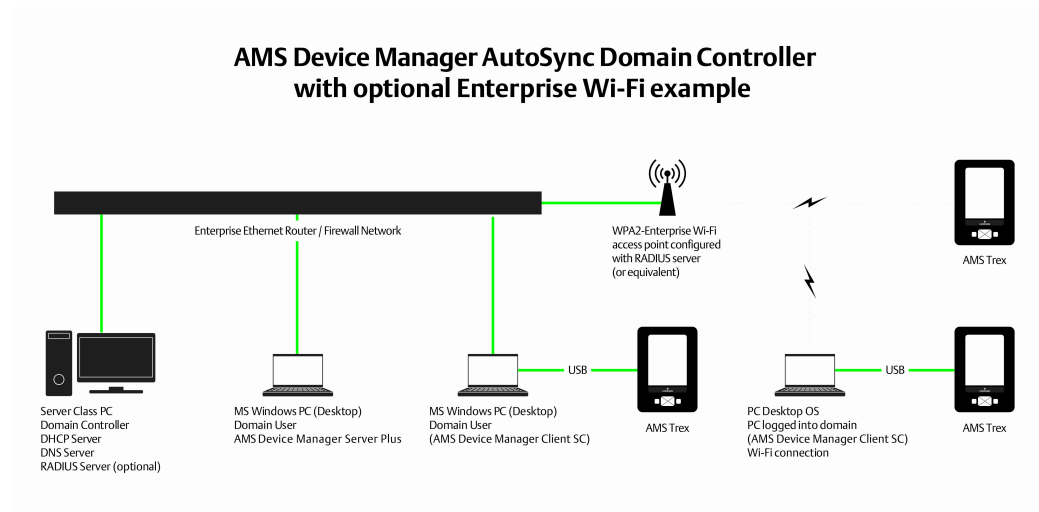 AMS Device Manager AutoSync Domain Controller
with optional Enterprise Wi-Fi example
Enterprise Ethernet Router / Firewall Network
WPA2-Enterprise Wi-Fi
access point configured
with RADIUS server
(or equivalent)
AMS Trex
Server Class PC
Domain Controller
DHCP Server
DNS Server
RADIUS Server (optional)
MS Windows PC (Desktop)
Domain User
AMS Device Manager Server Plus
MS Windows PC (Desktop)
Domain User
(AMS Device Manager Client SC)
USB
AMS Trex
PC Desktop OS
PC logged into domain
(AMS Device Manager Client SC)
Wi-Fi connection
USB
AMS Trex